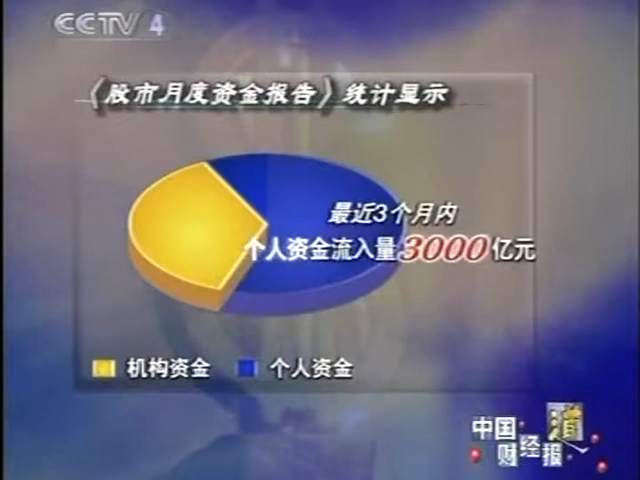 CCTV 4
《股市月度资金报告》统计显示
最近3个月内
个人资金流入量3000亿元
机构资金
个人资金
中国
财经报道